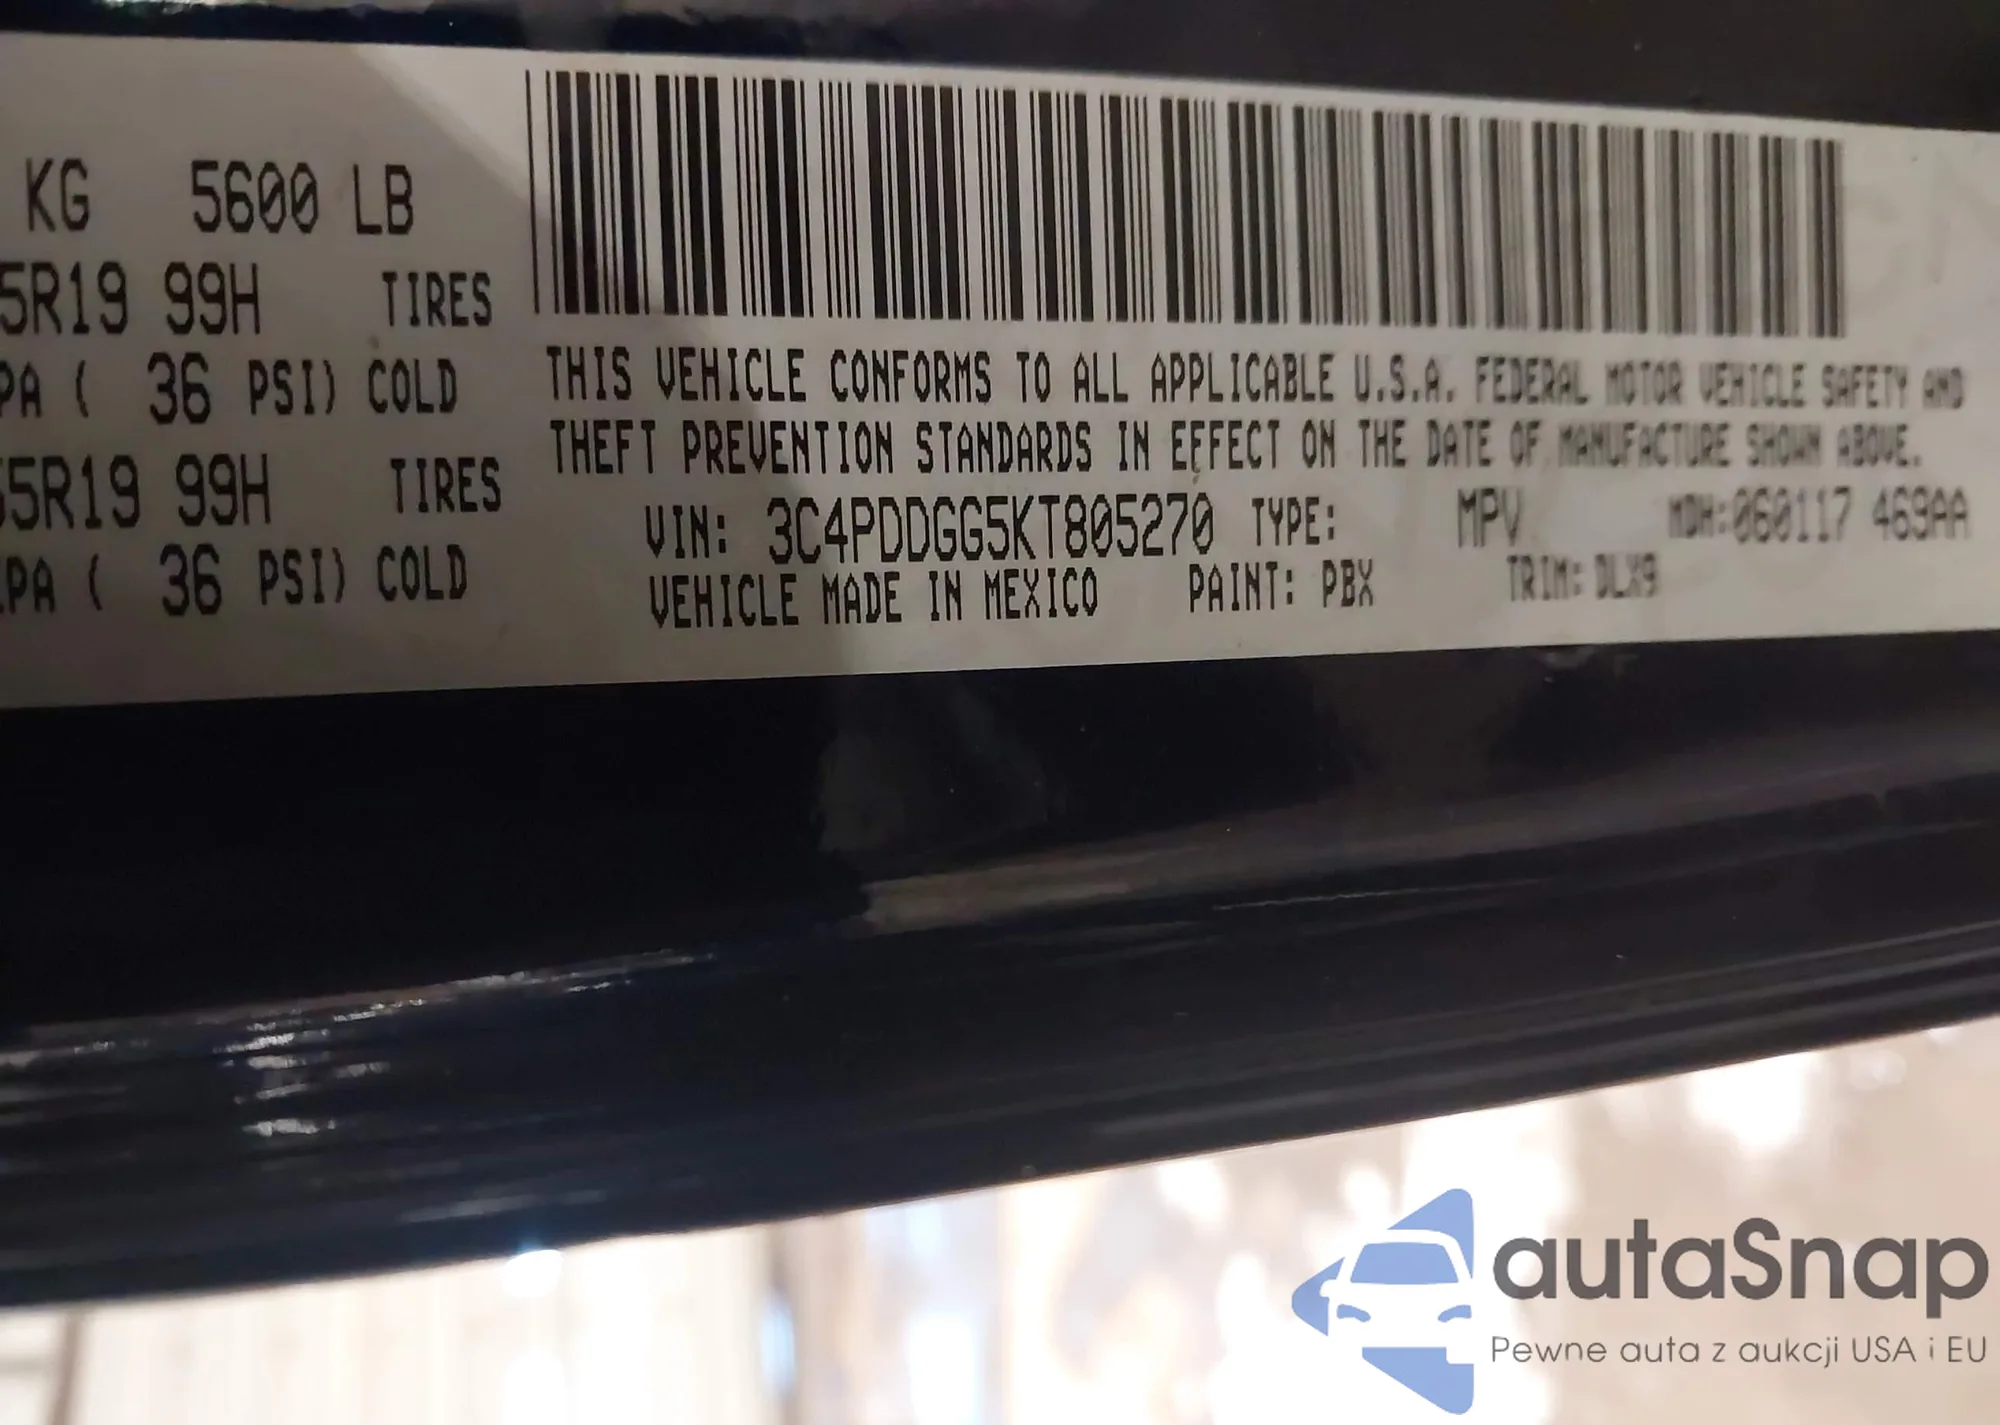 KG 5600 LB
5R19 99H TIRES
PA ( 36 PSI) COLD
55R19 99H TIRES
PA ( 36 PSI) COLD
THIS VEHICLE CONFORMS TO ALL APPLICABLE U.S.A. FEDERAL MOTOR VEHICLE SAFETY AND
THEFT PREVENTION STANDARDS IN EFFECT ON THE DATE OF MANUFACTURE SHOWN ABOVE.
VIN: 3C4PDDGG5KT805270 TYPE: MPV MDH:060117 469AA
VEHICLE MADE IN MEXICO PAINT: PBX TRIM: DLX9
autaSnap
Pewne auta z aukcji USA i EU